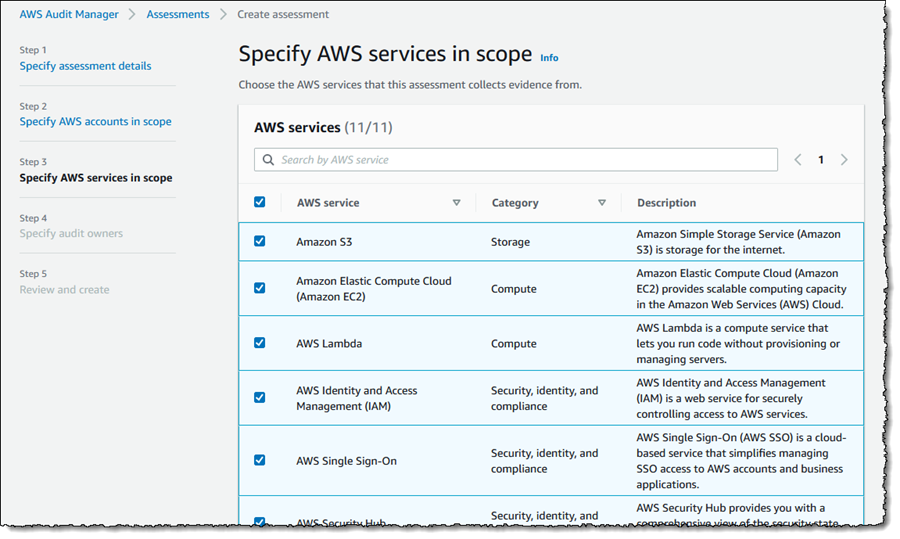 AWS Audit Manager > Assessments > Create assessment
Step 1
Specify assessment details
Step 2
Specify AWS accounts in scope
Step 3
Specify AWS services in scope
Step 4
Specify audit owners
Step 5
Review and create
Specify AWS services in scope Info
Choose the AWS services that this assessment collects evidence from.
AWS services (11/11)
Search by AWS service
< 1 >
AWS service Category Description
Amazon S3
Storage
Amazon Simple Storage Service (Amazon
S3) is storage for the internet.
Amazon Elastic Compute Cloud
(Amazon EC2)
Compute
Amazon Elastic Compute Cloud (Amazon
EC2) provides scalable computing capacity
in the Amazon Web Services (AWS) Cloud.
AWS Lambda
Compute
AWS Lambda is a compute service that
lets you run code without provisioning or
managing servers.
AWS Identity and Access
Management (IAM)
Security, identity, and
compliance
AWS Identity and Access Management
(IAM) is a web service for securely
controlling access to AWS services.
AWS Single Sign-On
Security, identity, and
compliance
AWS Single Sign-On (AWS SSO) is a cloud-
based service that simplifies managing
SSO access to AWS accounts and business
applications.
AWS Security Hub
Security, identity, and
AWS Security Hub provides you with a
comprehensive view of the security state